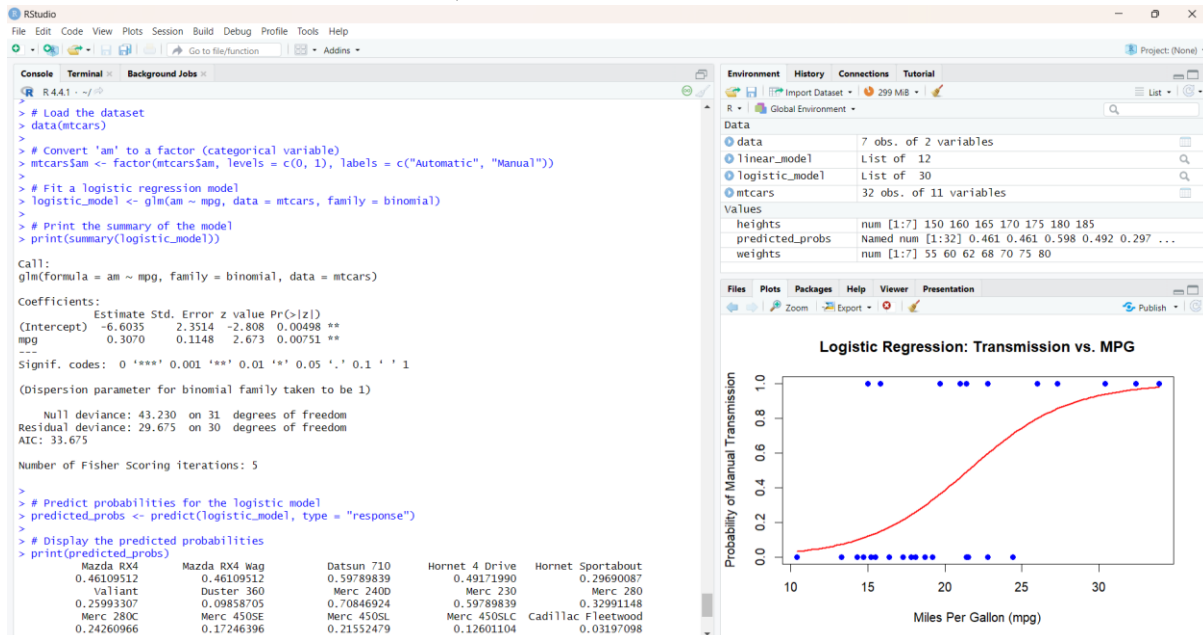 RStudio
File Edit Code View Plots Session Build Debug Profile Tools Help
Go to file/function
Addins
Project: (None)
Console Terminal Background Jobs
R 4.4.1 · ~/
>
> # Load the dataset
> data(mtcars)
>
> # Convert 'am' to a factor (categorical variable)
> mtcars$am <- factor(mtcars$am, levels = c(0, 1), labels = c("Automatic", "Manual"))
>
> # Fit a logistic regression model
> logistic_model <- glm(am ~ mpg, data = mtcars, family = binomial)
>
> # Print the summary of the model
> print(summary(logistic_model))
Call:
glm(formula = am ~ mpg, family = binomial, data = mtcars)
Coefficients:
Estimate Std. Error z value Pr(>|z|)
(Intercept) -6.6035 2.3514 -2.808 0.00498 **
mpg 0.3070 0.1148 2.673 0.00751 **
---
Signif. codes: 0 '***' 0.001 '**' 0.01 '*' 0.05 '.' 0.1 ' ' 1
(Dispersion parameter for binomial family taken to be 1)
Null deviance: 43.230 on 31 degrees of freedom
Residual deviance: 29.675 on 30 degrees of freedom
AIC: 33.675
Number of Fisher Scoring iterations: 5
>
> # Predict probabilities for the logistic model
> predicted_probs <- predict(logistic_model, type = "response")
>
> # Display the predicted probabilities
> print(predicted_probs)
Mazda RX4 Mazda RX4 Wag Datsun 710 Hornet 4 Drive Hornet Sportabout
0.46109512 0.46109512 0.59789839 0.49171990 0.29690087
Valiant Duster 360 Merc 240D Merc 230 Merc 280
0.25993307 0.09858705 0.70846924 0.59789839 0.32991148
Merc 280C Merc 450SE Merc 450SL Merc 450SLC Cadillac Fleetwood
0.24260966 0.17246396 0.21552479 0.12601104 0.03197098
Environment History Connections Tutorial
Import Dataset 299 MiB List
R Global Environment
Data
data 7 obs. of 2 variables
linear_model List of 12
logistic_model List of 30
mtcars 32 obs. of 11 variables
Values
heights num [1:7] 150 160 165 170 175 180 185
predicted_probs Named num [1:32] 0.461 0.461 0.598 0.492 0.297 ...
weights num [1:7] 55 60 62 68 70 75 80
Files Plots Packages Help Viewer Presentation
Zoom Export Publish
Logistic Regression: Transmission vs. MPG
Probability of Manual Transmission
1.0
0.8
0.6
0.4
0.2
0.0
10 15 20 25 30
Miles Per Gallon (mpg)